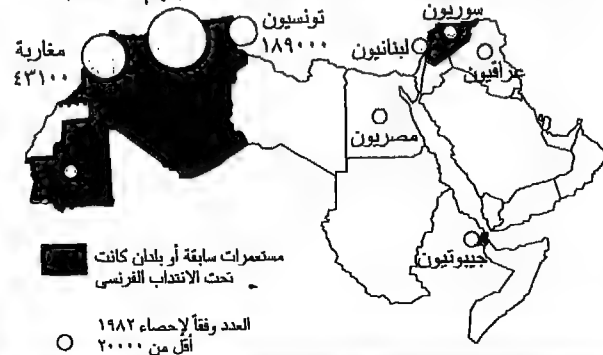 تونسيون
١٨٩٠٠٠
مغاربة
٤٣١٠٠
سوريون
لبنانيون
عراقيون
مصريون
جيبوتيون
مستعمرات سابقة أو بلدان كانت
تحت الانتداب الفرنسى
العدد وفقاً لإحصاء ١٩٨٢
أقل من ٢٠٠٠٠